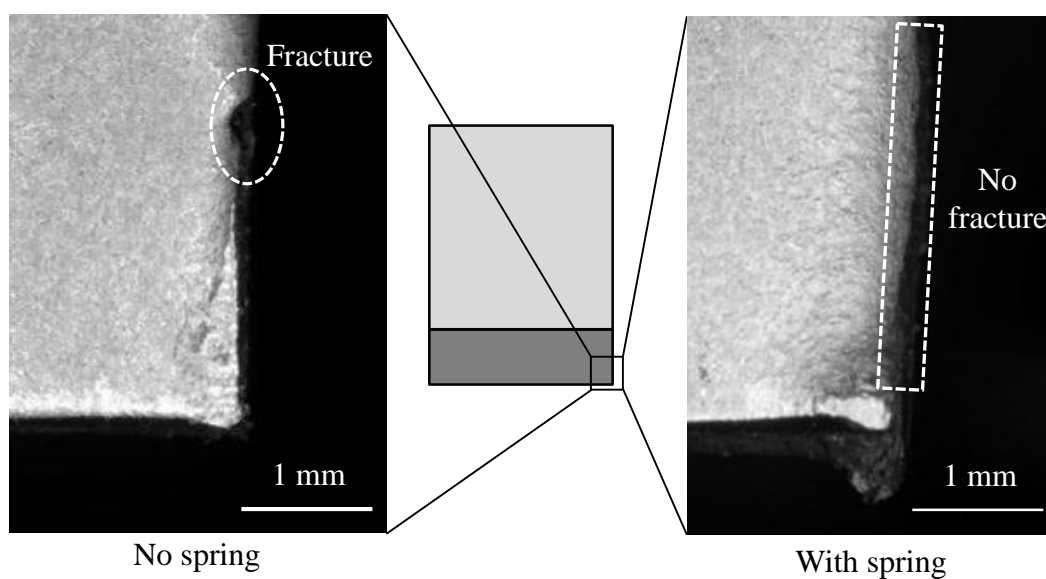 Fracture
1 mm
No spring
No
fracture
1 mm
With spring